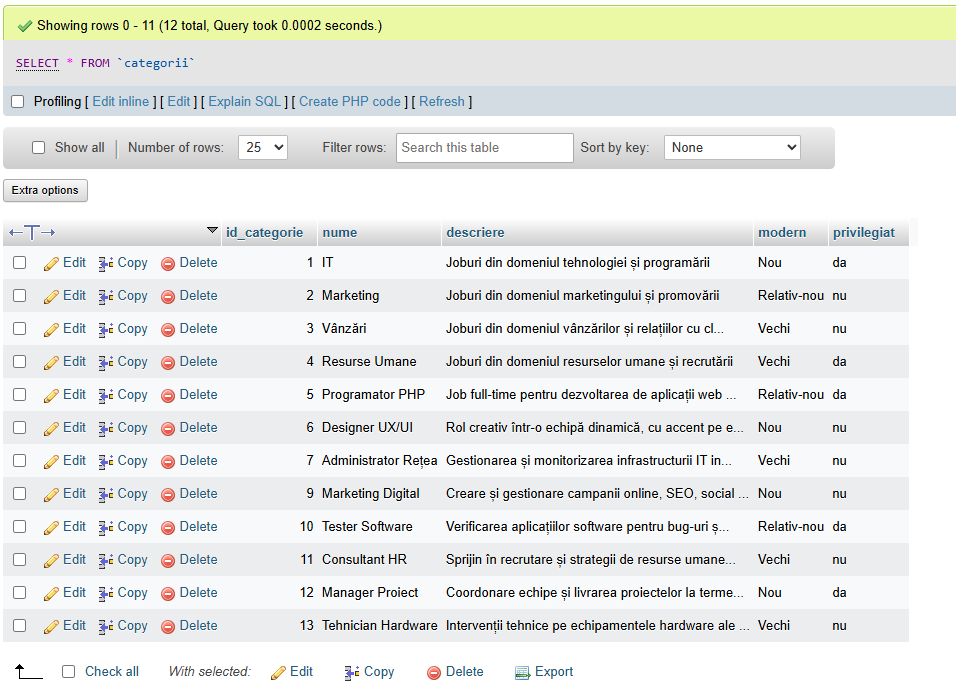 Showing rows 0 - 11 (12 total, Query took 0.0002 seconds.)
SELECT * FROM `categorii`
Profiling [ Edit inline ] [ Edit ] [ Explain SQL ] [ Create PHP code ] [ Refresh ]
Show all Number of rows: 25 Filter rows: Search this table Sort by key: None
Extra options
id_categorie nume descriere modern privilegiat
Edit Copy Delete 1 IT Joburi din domeniul tehnologiei și programării Nou da
Edit Copy Delete 2 Marketing Joburi din domeniul marketingului și promovării Relativ-nou nu
Edit Copy Delete 3 Vânzări Joburi din domeniul vânzărilor și relațiilor cu cl... Vechi nu
Edit Copy Delete 4 Resurse Umane Joburi din domeniul resurselor umane și recrutării Vechi da
Edit Copy Delete 5 Programator PHP Job full-time pentru dezvoltarea de aplicații web ... Relativ-nou da
Edit Copy Delete 6 Designer UX/UI Rol creativ într-o echipă dinamică, cu accent pe e... Nou nu
Edit Copy Delete 7 Administrator Rețea Gestionarea și monitorizarea infrastructurii IT in... Vechi nu
Edit Copy Delete 9 Marketing Digital Creare și gestionare campanii online, SEO, social ... Nou nu
Edit Copy Delete 10 Tester Software Verificarea aplicațiilor software pentru bug-uri ș... Relativ-nou da
Edit Copy Delete 11 Consultant HR Sprijin în recrutare și strategii de resurse umane... Vechi nu
Edit Copy Delete 12 Manager Proiect Coordonare echipe și livrarea proiectelor la terme... Nou da
Edit Copy Delete 13 Tehnician Hardware Intervenții tehnice pe echipamentele hardware ale ... Vechi nu
Check all With selected: Edit Copy Delete Export